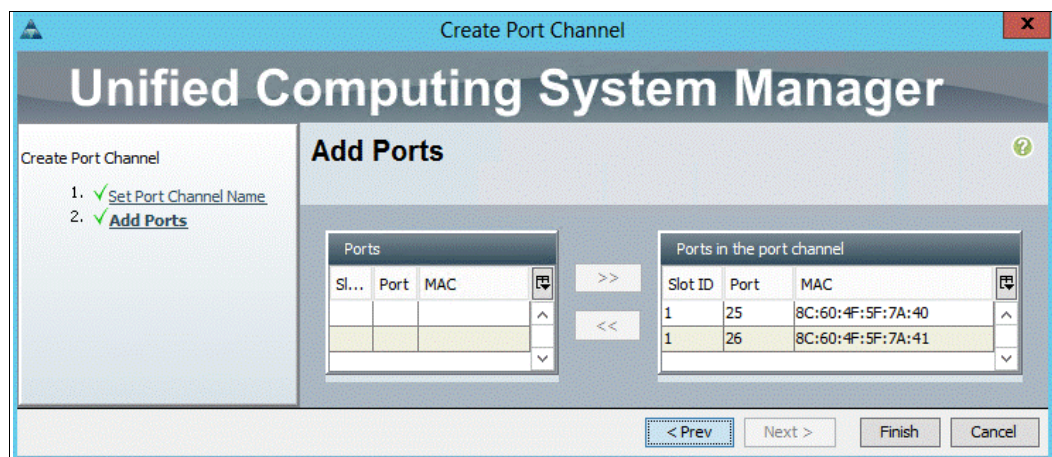 Create Port Channel
x
Unified Computing System Manager
Create Port Channel
1. Set Port Channel Name
2. Add Ports
Add Ports
?
Ports
Sl... Port MAC
>>
<<
Ports in the port channel
Slot ID Port MAC
1 25 8C:60:4F:5F:7A:40
1 26 8C:60:4F:5F:7A:41
< Prev Next > Finish Cancel